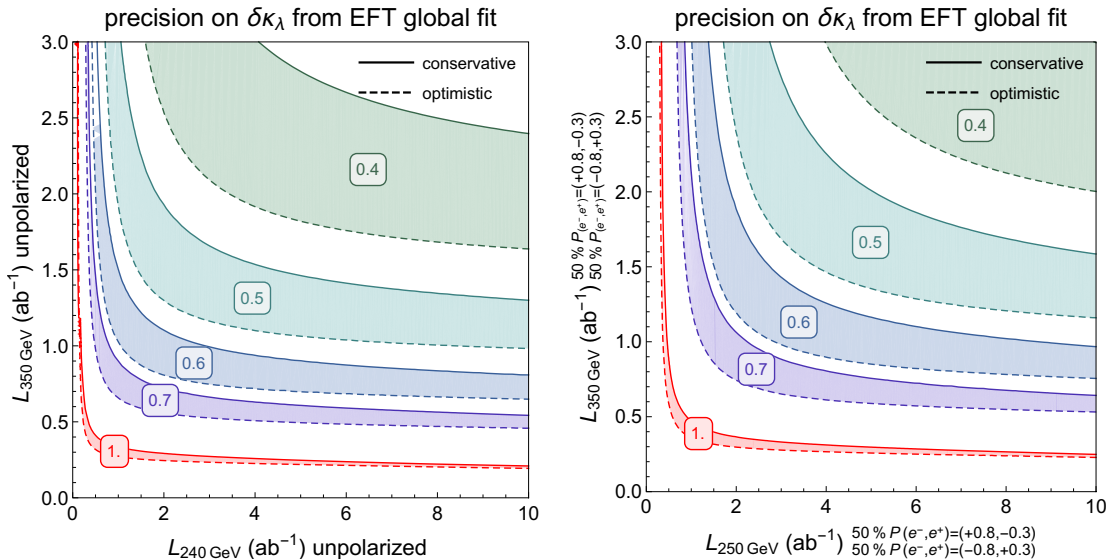 precision on δκλ from EFT global fit
L350 GeV (ab−1) unpolarized
3.0
2.5
2.0
1.5
1.0
0.5
0.0
conservative
optimistic
0.4
0.5
0.6
0.7
1.
0 2 4 6 8 10
L240 GeV (ab−1) unpolarized
precision on δκλ from EFT global fit
L350 GeV (ab−1) 50 % P(e−,e+)=(+0.8,−0.3)
50 % P(e−,e+)=(−0.8,+0.3)
3.0
2.5
2.0
1.5
1.0
0.5
0.0
conservative
optimistic
0.4
0.5
0.6
0.7
1.
0 2 4 6 8 10
L250 GeV (ab−1) 50 % P(e−,e+)=(+0.8,−0.3)
50 % P(e−,e+)=(−0.8,+0.3)